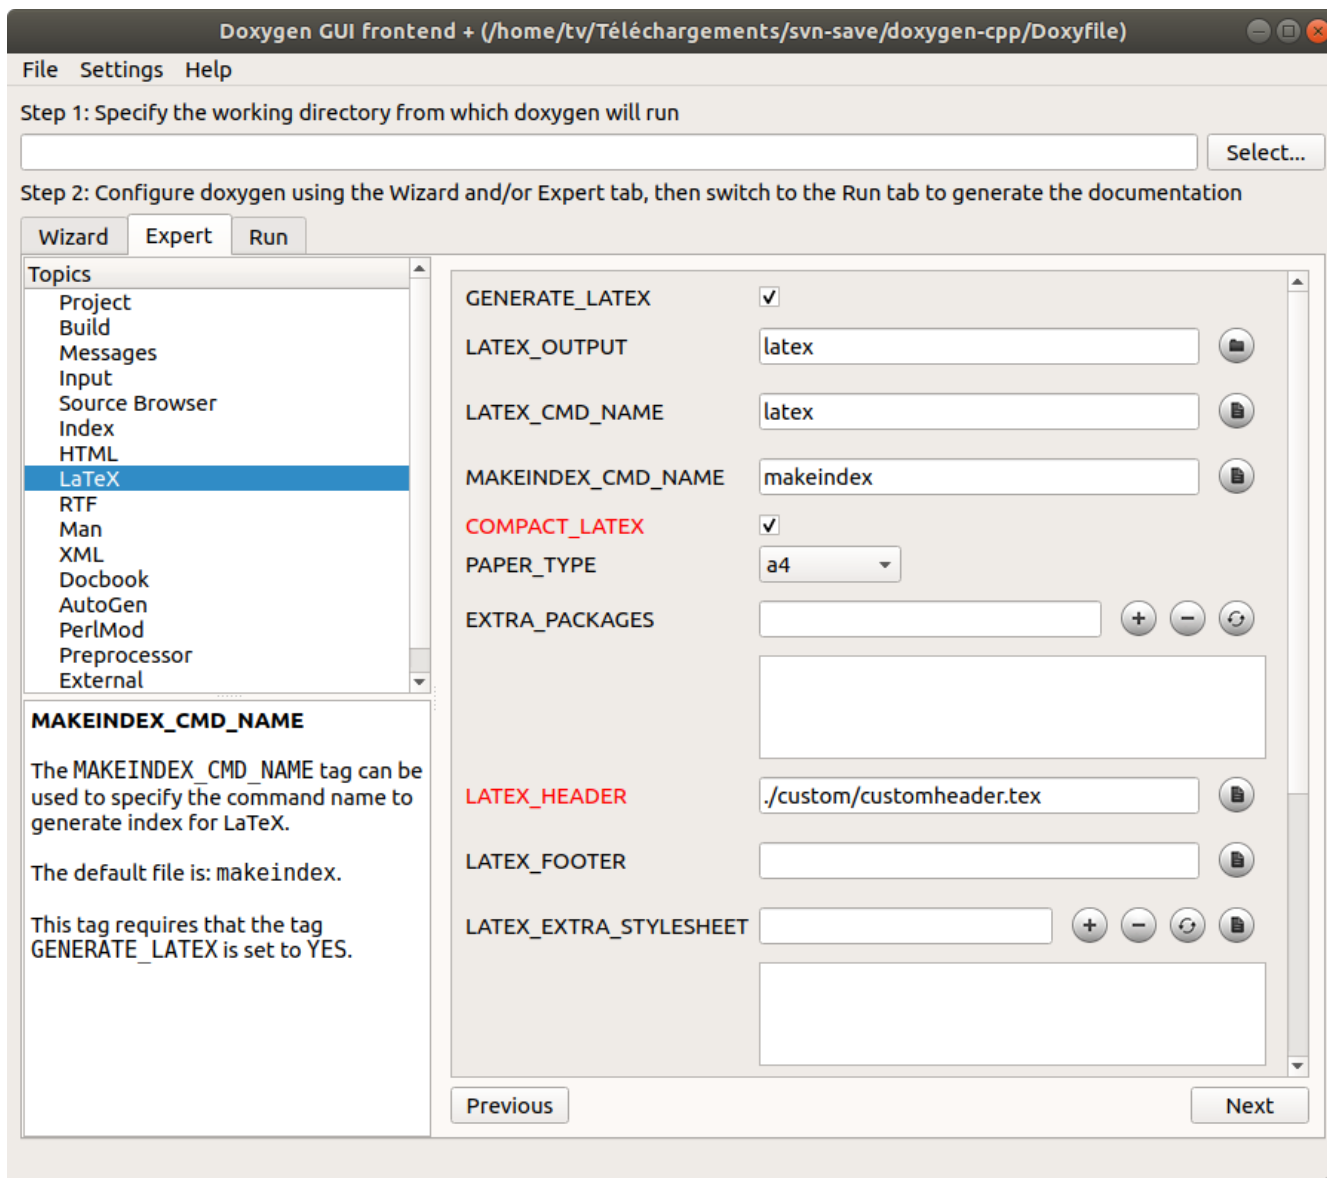 Doxygen GUI frontend + (/home/tv/Téléchargements/svn-save/doxygen-cpp/Doxyfile)
File Settings Help
Step 1: Specify the working directory from which doxygen will run
Select...
Step 2: Configure doxygen using the Wizard and/or Expert tab, then switch to the Run tab to generate the documentation
Wizard Expert Run
Topics
Project
Build
Messages
Input
Source Browser
Index
HTML
LaTeX
RTF
Man
XML
Docbook
AutoGen
PerlMod
Preprocessor
External
MAKEINDEX_CMD_NAME
The MAKEINDEX_CMD_NAME tag can be
used to specify the command name to
generate index for LaTeX.
The default file is: makeindex.
This tag requires that the tag
GENERATE_LATEX is set to YES.
GENERATE_LATEX
LATEX_OUTPUT latex
LATEX_CMD_NAME latex
MAKEINDEX_CMD_NAME makeindex
COMPACT_LATEX
PAPER_TYPE a4
EXTRA_PACKAGES
LATEX_HEADER ./custom/customheader.tex
LATEX_FOOTER
LATEX_EXTRA_STYLESHEET
Previous Next